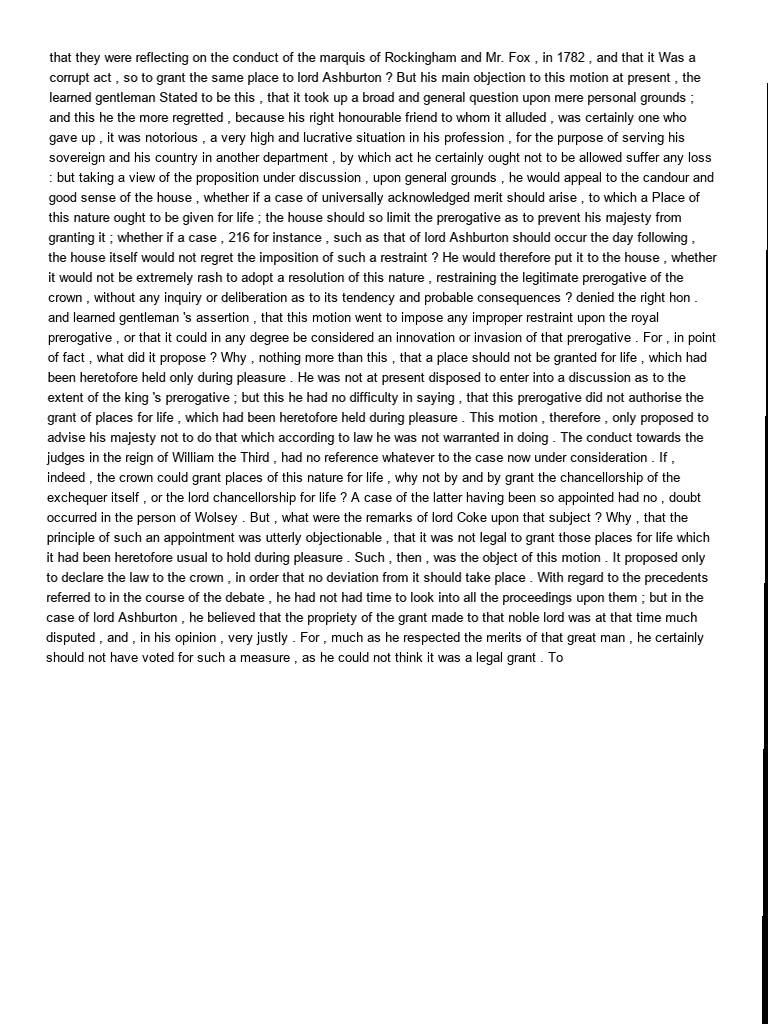 that they were reflecting on the conduct of the marquis of Rockingham and Mr. Fox , in 1782 , and that it Was a
corrupt act , so to grant the same place to lord Ashburton ? But his main objection to this motion at present , the
learned gentleman Stated to be this , that it took up a broad and general question upon mere personal grounds ;
and this he the more regretted , because his right honourable friend to whom it alluded , was certainly one who
gave up , it was notorious , a very high and lucrative situation in his profession , for the purpose of serving his
sovereign and his country in another department , by which act he certainly ought not to be allowed suffer any loss
: but taking a view of the proposition under discussion , upon general grounds , he would appeal to the candour and
good sense of the house , whether if a case of universally acknowledged merit should arise , to which a Place of
this nature ought to be given for life ; the house should so limit the prerogative as to prevent his majesty from
granting it ; whether if a case , 216 for instance , such as that of lord Ashburton should occur the day following ,
the house itself would not regret the imposition of such a restraint ? He would therefore put it to the house , whether
it would not be extremely rash to adopt a resolution of this nature , restraining the legitimate prerogative of the
crown , without any inquiry or deliberation as to its tendency and probable consequences ? denied the right hon .
and learned gentleman 's assertion , that this motion went to impose any improper restraint upon the royal
prerogative , or that it could in any degree be considered an innovation or invasion of that prerogative . For , in point
of fact , what did it propose ? Why , nothing more than this , that a place should not be granted for life , which had
been heretofore held only during pleasure . He was not at present disposed to enter into a discussion as to the
extent of the king 's prerogative ; but this he had no difficulty in saying , that this prerogative did not authorise the
grant of places for life , which had been heretofore held during pleasure . This motion , therefore , only proposed to
advise his majesty not to do that which according to law he was not warranted in doing . The conduct towards the
judges in the reign of William the Third , had no reference whatever to the case now under consideration . If ,
indeed , the crown could grant places of this nature for life , why not by and by grant the chancellorship of the
exchequer itself , or the lord chancellorship for life ? A case of the latter having been so appointed had no , doubt
occurred in the person of Wolsey . But , what were the remarks of lord Coke upon that subject ? Why , that the
principle of such an appointment was utterly objectionable , that it was not legal to grant those places for life which
it had been heretofore usual to hold during pleasure . Such , then , was the object of this motion . It proposed only
to declare the law to the crown , in order that no deviation from it should take place . With regard to the precedents
referred to in the course of the debate , he had not had time to look into all the proceedings upon them ; but in the
case of lord Ashburton , he believed that the propriety of the grant made to that noble lord was at that time much
disputed , and , in his opinion , very justly . For , much as he respected the merits of that great man , he certainly
should not have voted for such a measure , as he could not think it was a legal grant . To